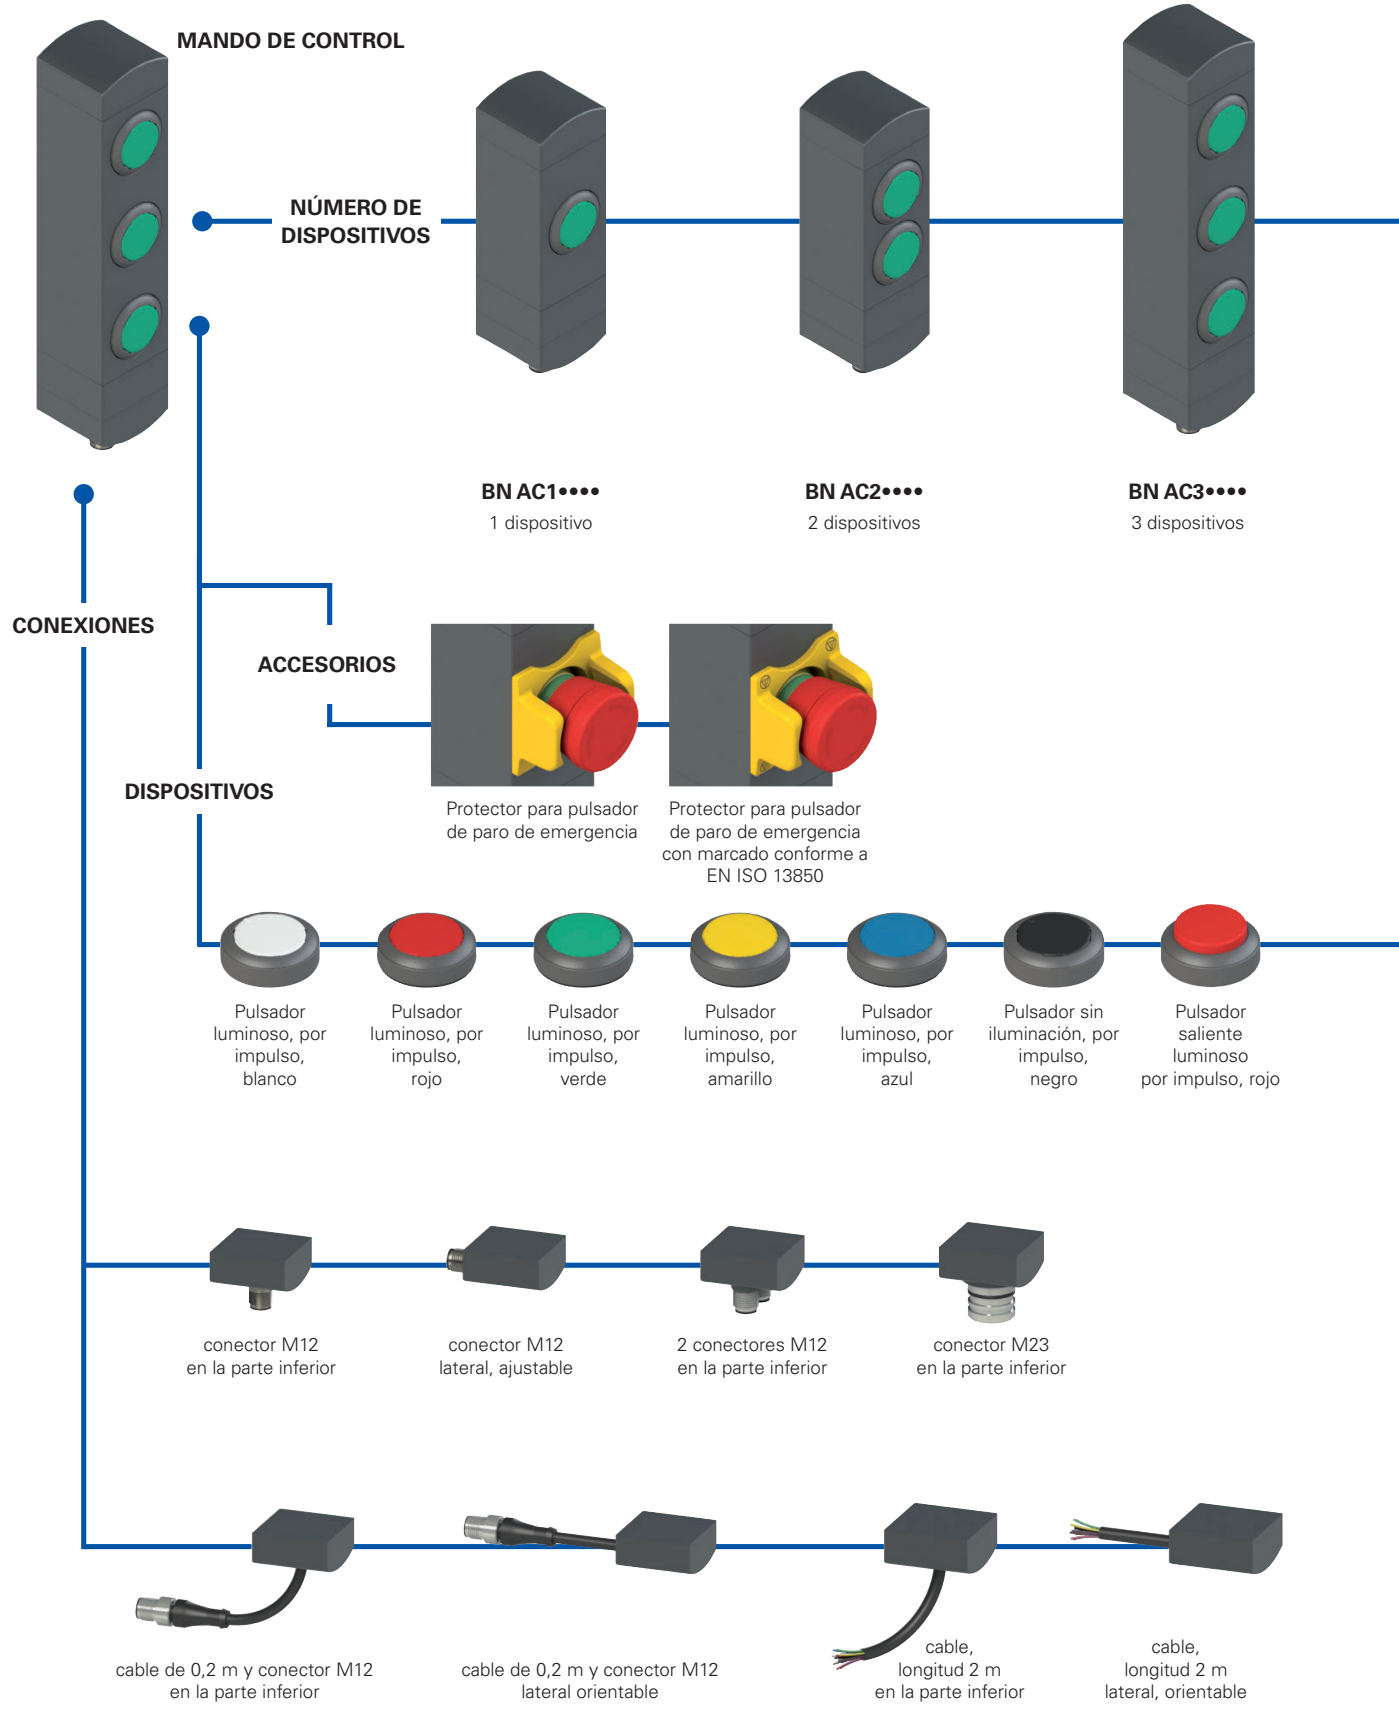 MANDO DE CONTROL
NÚMERO DE
DISPOSITIVOS
BN AC1••••
1 dispositivo
BN AC2••••
2 dispositivos
BN AC3••••
3 dispositivos
CONEXIONES
ACCESORIOS
DISPOSITIVOS
Protector para pulsador
de paro de emergencia
Protector para pulsador
de paro de emergencia
con marcado conforme a
EN ISO 13850
Pulsador
luminoso, por
impulso,
blanco
Pulsador
luminoso, por
impulso,
rojo
Pulsador
luminoso, por
impulso,
verde
Pulsador
luminoso, por
impulso,
amarillo
Pulsador
luminoso, por
impulso,
azul
Pulsador sin
iluminación, por
impulso,
negro
Pulsador
saliente
luminoso
por impulso, rojo
conector M12
en la parte inferior
conector M12
lateral, ajustable
2 conectores M12
en la parte inferior
conector M23
en la parte inferior
cable de 0,2 m y conector M12
en la parte inferior
cable de 0,2 m y conector M12
lateral orientable
cable,
longitud 2 m
en la parte inferior
cable,
longitud 2 m
lateral, orientable